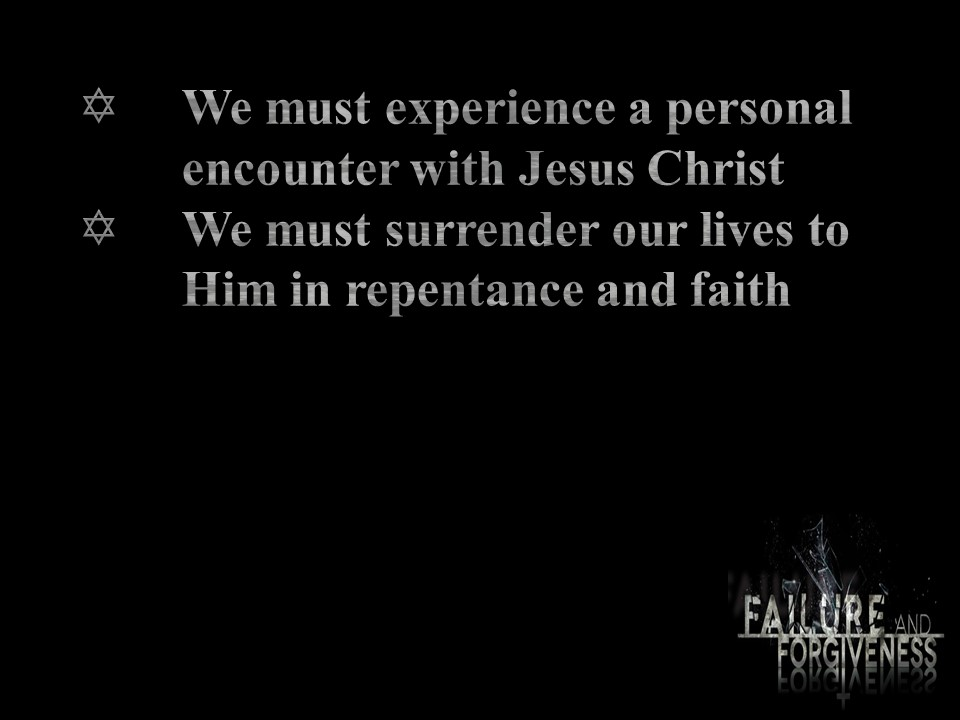 ✡ We must experience a personal
encounter with Jesus Christ
✡ We must surrender our lives to
Him in repentance and faith
FAILURE AND
FORGIVENESS